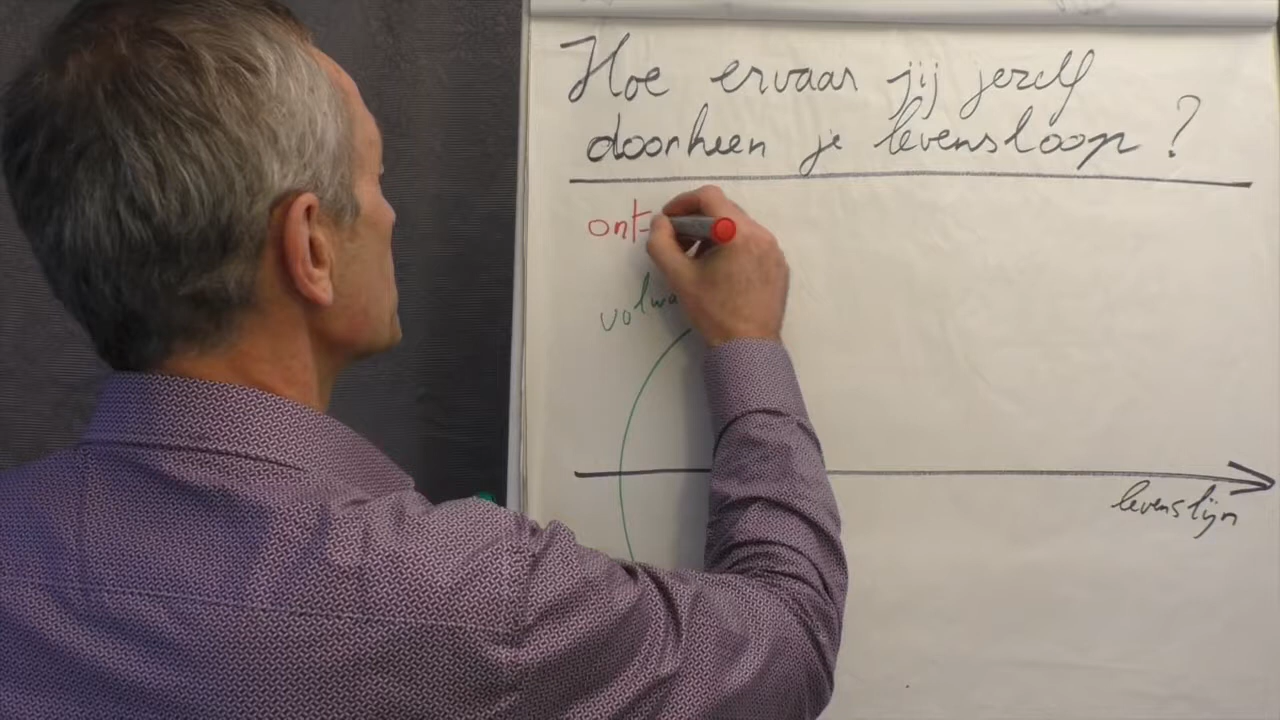 Hoe ervaar jij jezelf
doorheen je levensloop?
ont-
volwa
levenslijn